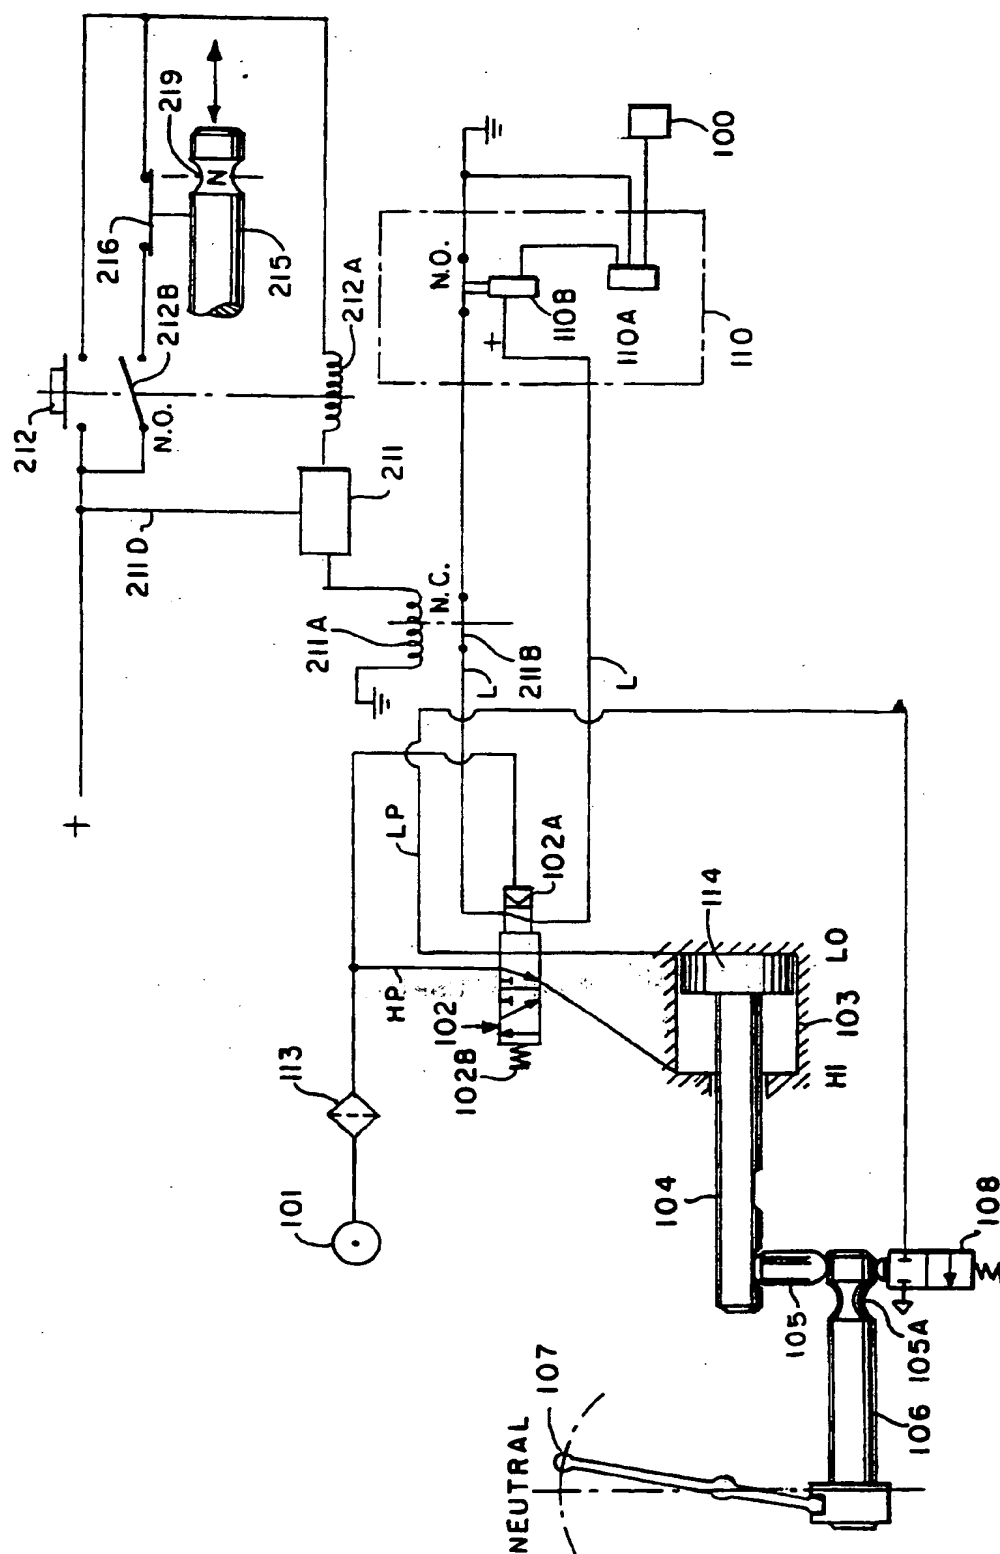 212
212B
N.O.
216
219
N
215
212A
211D
211
211A
N.C.
211B
L
N.O.
+
110B
110A
110
100
L
+
LP
HP
102
102A
102B
113
101
114
LO
HI
103
104
105
105A
106
107
108
NEUTRAL